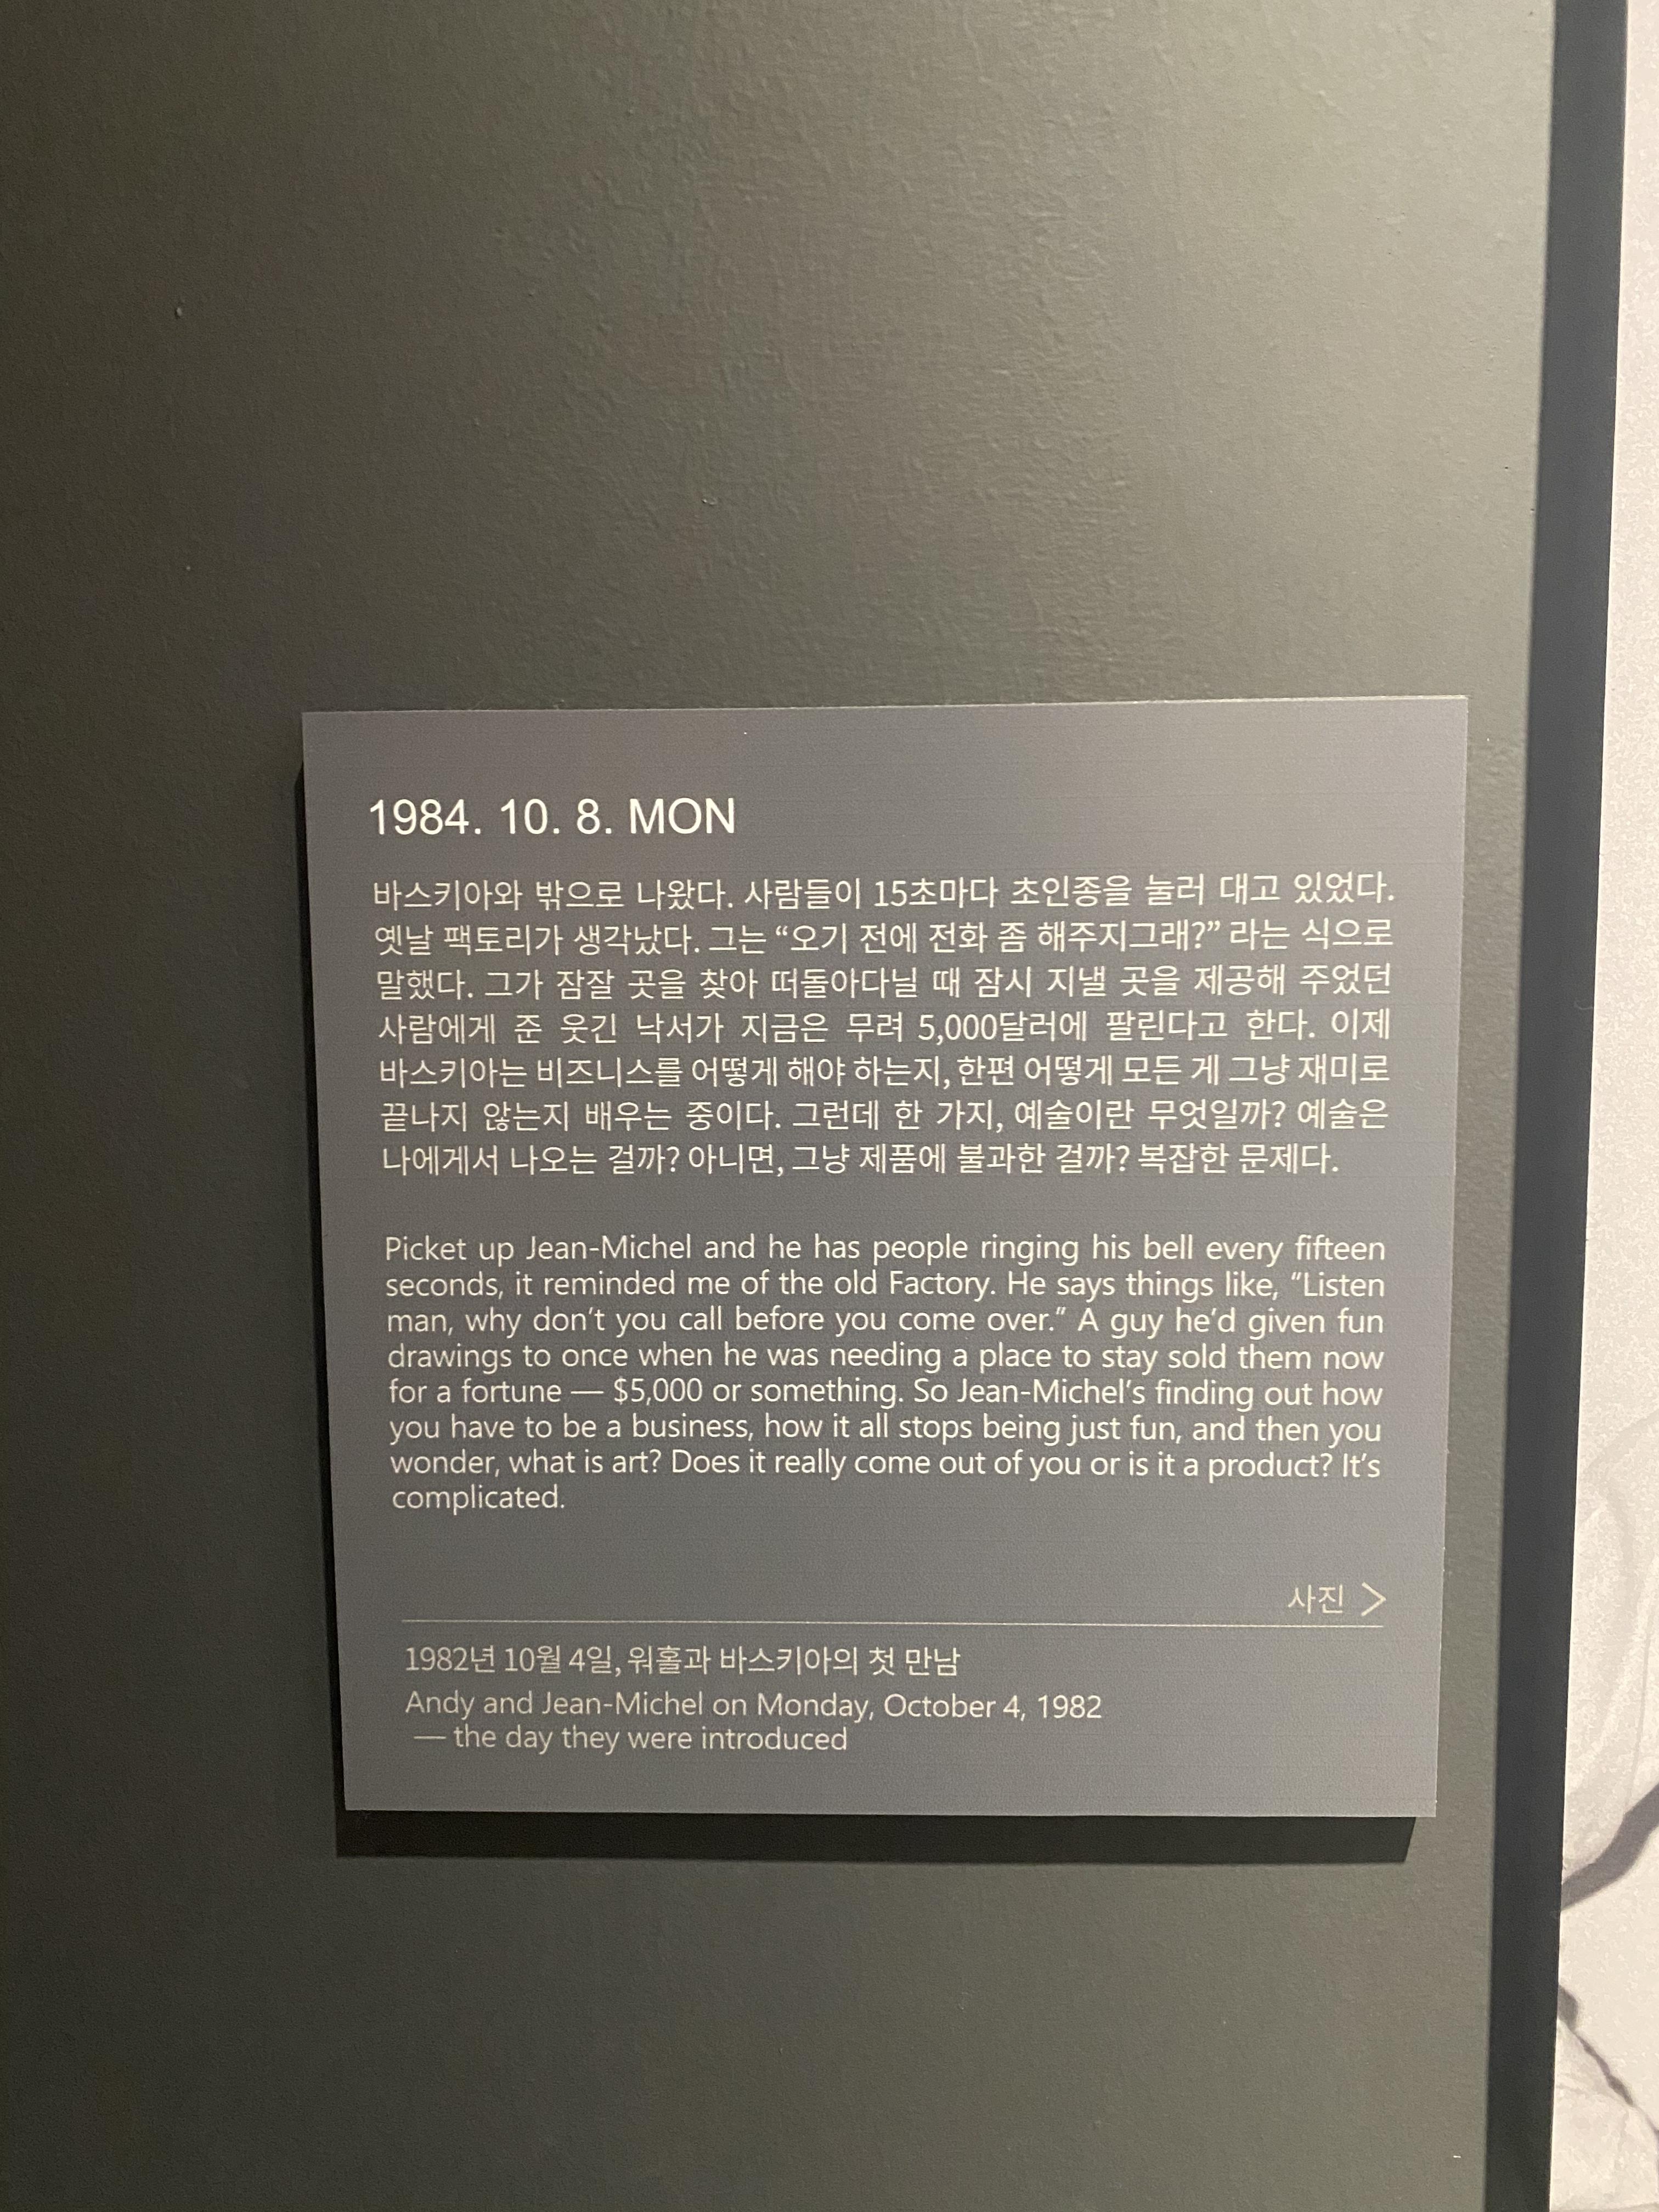 1984. 10. 8. MON
바스키아와 밖으로 나왔다. 사람들이 15초마다 초인종을 눌러 대고 있었다.
옛날 팩토리가 생각났다. 그는 “오기 전에 전화 좀 해주지그래?” 라는 식으로
말했다. 그가 잠잘 곳을 찾아 떠돌아다닐 때 잠시 지낼 곳을 제공해 주었던
사람에게 준 웃긴 낙서가 지금은 무려 5,000달러에 팔린다고 한다. 이제
바스키아는 비즈니스를 어떻게 해야 하는지, 한편 어떻게 모든 게 그냥 재미로
끝나지 않는지 배우는 중이다. 그런데 한 가지, 예술이란 무엇일까? 예술은
나에게서 나오는 걸까? 아니면, 그냥 제품에 불과한 걸까? 복잡한 문제다.
Picket up Jean-Michel and he has people ringing his bell every fifteen
seconds, it reminded me of the old Factory. He says things like, “Listen
man, why don’t you call before you come over.” A guy he’d given fun
drawings to once when he was needing a place to stay sold them now
for a fortune — $5,000 or something. So Jean-Michel’s finding out how
you have to be a business, how it all stops being just fun, and then you
wonder, what is art? Does it really come out of you or is it a product? It’s
complicated.
사진 >
1982년 10월 4일, 워홀과 바스키아의 첫 만남
Andy and Jean-Michel on Monday, October 4, 1982
— the day they were introduced